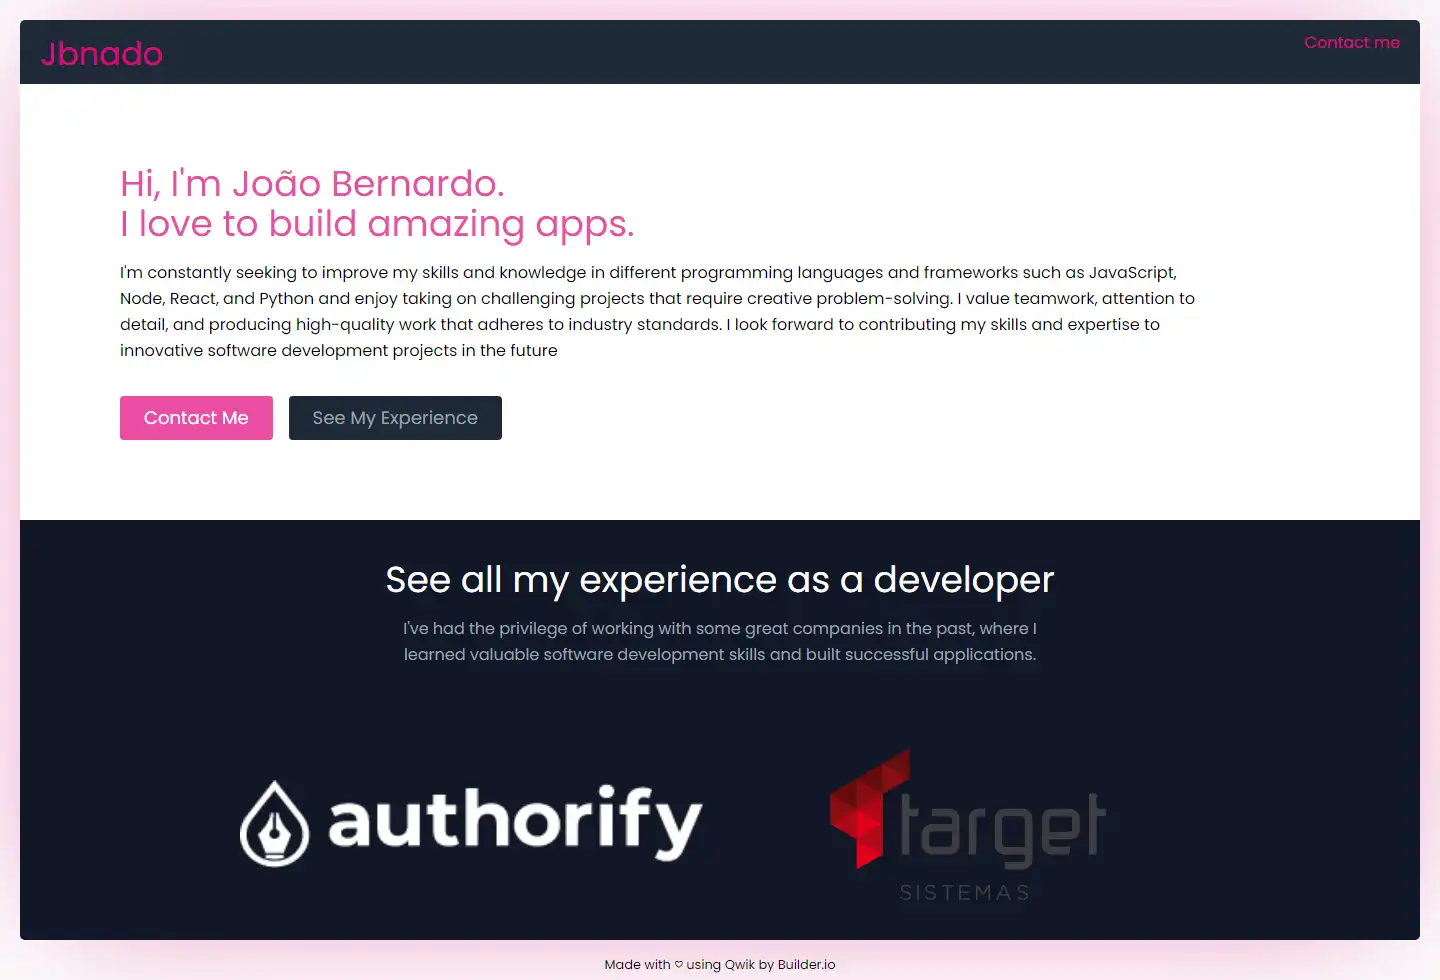 Jbnado
Contact me
Hi, I'm João Bernardo.
I love to build amazing apps.
I'm constantly seeking to improve my skills and knowledge in different programming languages and frameworks such as JavaScript,
Node, React, and Python and enjoy taking on challenging projects that require creative problem-solving. I value teamwork, attention to
detail, and producing high-quality work that adheres to industry standards. I look forward to contributing my skills and expertise to
innovative software development projects in the future
Contact Me
See My Experience
See all my experience as a developer
I've had the privilege of working with some great companies in the past, where I
learned valuable software development skills and built successful applications.
authorify
target
SISTEMAS
Made with ♡ using Qwik by Builder.io